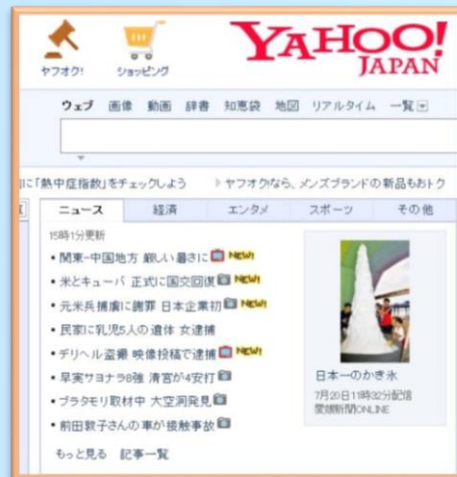 YAHOO!
JAPAN
ヤフオク! ショッピング
ウェブ 画像 動画 辞書 知恵袋 地図 リアルタイム 一覧
に「熱中症指数」をチェックしよう ヤフオク!なら、メンズブランドの新品もおトク
ニュース 経済 エンタメ スポーツ その他
15時1分更新
・関東-中国地方 厳しい暑さに NEW!
・米とキューバ 正式に国交回復 NEW!
・元米兵捕虜に謝罪 日本企業初 NEW!
・民家に乳児5人の遺体 女逮捕
・デリヘル盗撮 映像投稿で逮捕 NEW!
・早実サヨナラ8強 清宮が4安打
・ブラタモリ取材中 大空洞発見
・前田敦子さんの車が接触事故
もっと見る 記事一覧
日本一のかき氷
7月20日11時32分配信
愛媛新聞ONLINE